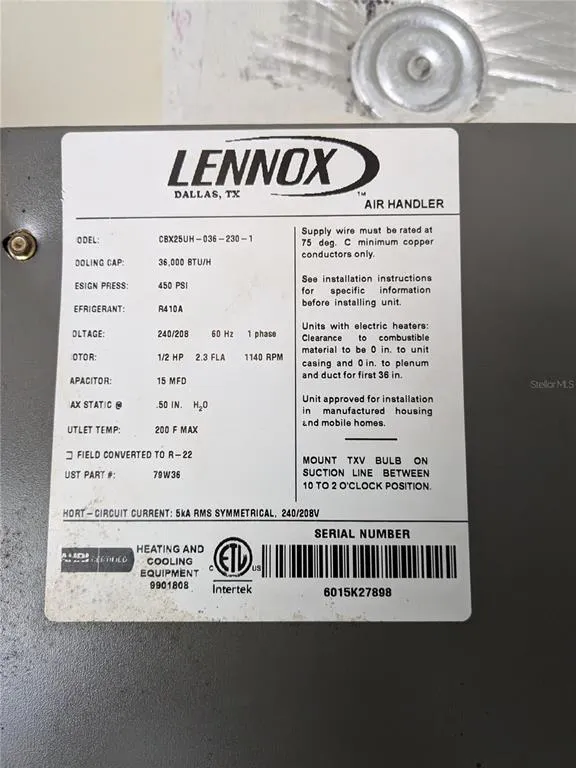 LENNOX
DALLAS, TX
™
AIR HANDLER
ODEL: CBX25UH-036-230-1
OOLING CAP: 36,000 BTU/H
ESIGN PRESS: 450 PSI
EFRIGERANT: R410A
OLTAGE: 240/208 60 Hz 1 phase
OTOR: 1/2 HP 2.3 FLA 1140 RPM
APACITOR: 15 MFD
AX STATIC @ .50 IN. H2O
UTLET TEMP: 200 F MAX
FIELD CONVERTED TO R-22
UST PART #: 79W36
Supply wire must be rated at
75 deg. C minimum copper
conductors only.
See installation instructions
for specific information
before installing unit.
Units with electric heaters:
Clearance to combustible
material to be 0 in. to unit
casing and 0 in. to plenum
and duct for first 36 in.
Unit approved for installation
in manufactured housing
and mobile homes.
MOUNT TXV BULB ON
SUCTION LINE BETWEEN
10 TO 2 O'CLOCK POSITION.
HORT-CIRCUIT CURRENT: 5kA RMS SYMMETRICAL, 240/208V
AHRI CERTIFIED
HEATING AND
COOLING
EQUIPMENT
9901808
C ETL US
LISTED
Intertek
SERIAL NUMBER
6015K27898
StellarMLS